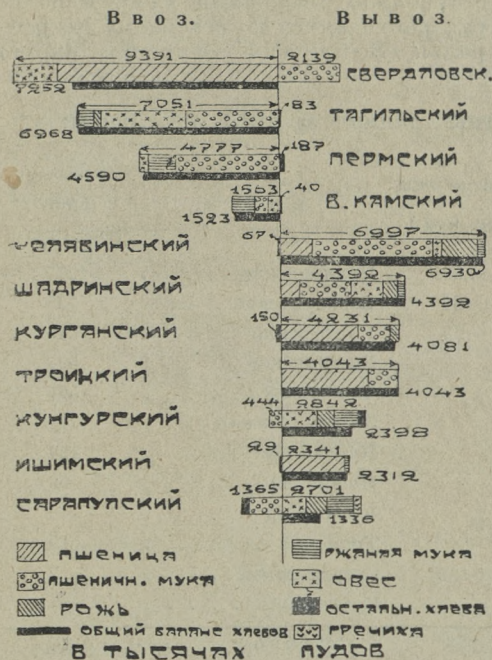 Ввоз. Вывоз.
9391 2139
СВЕРДЛОВСК.
7252
7051 83
ТАГИЛЬСКИЙ
6968
4777 187
ПЕРМСКИЙ
4590
1563 40
В. КАМСКИЙ
1523
67 6997
ЧЕЛЯБИНСКИЙ
6930
4392
ШАДРИНСКИЙ
4392
150 4231
КУРГАНСКИЙ
4081
4043
ТРОИЦКИЙ
4043
444 2842
КУНГУРСКИЙ
2398
29 2341
ИШИМСКИЙ
2312
1365 2701
САРАПУЛСКИЙ
1336
ПШЕНИЦА РЖАНАЯ МУКА
ПШЕНИЧН. МУКА ОВЕС
РОЖЬ ОСТАЛЬН. ХЛЕБА
ОБЩИЙ БАЛАНС ХЛЕБОВ ГРЕЧИХА
В ТЫСЯЧАХ ПУДОВ